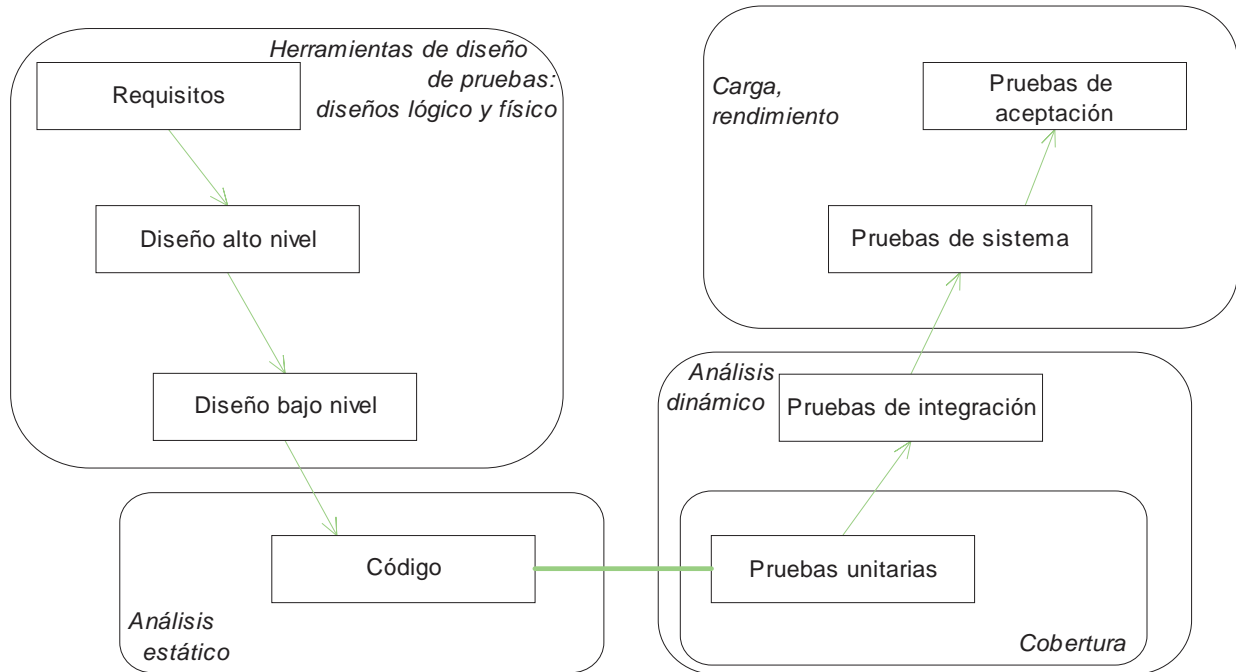 Herramientas de diseño
de pruebas:
diseños lógico y físico
Requisitos
Diseño alto nivel
Diseño bajo nivel
Código
Análisis
estático
Carga,
rendimiento
Pruebas de
aceptación
Pruebas de sistema
Análisis
dinámico
Pruebas de integración
Pruebas unitarias
Cobertura